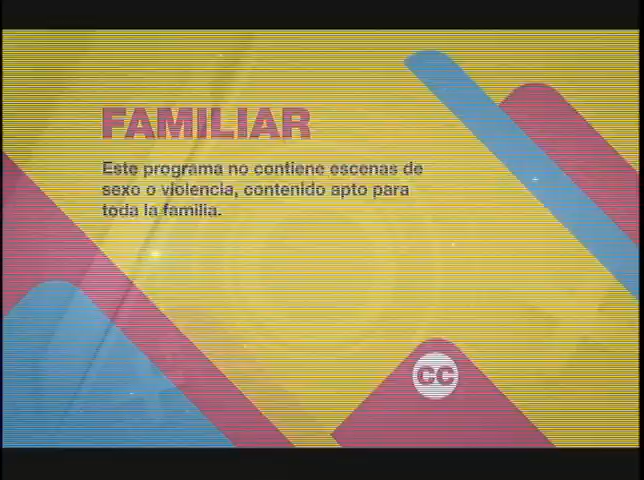 FAMILIAR
Este programa no contiene escenas de
sexo o violencia, contenido apto para
toda la familia.
CC